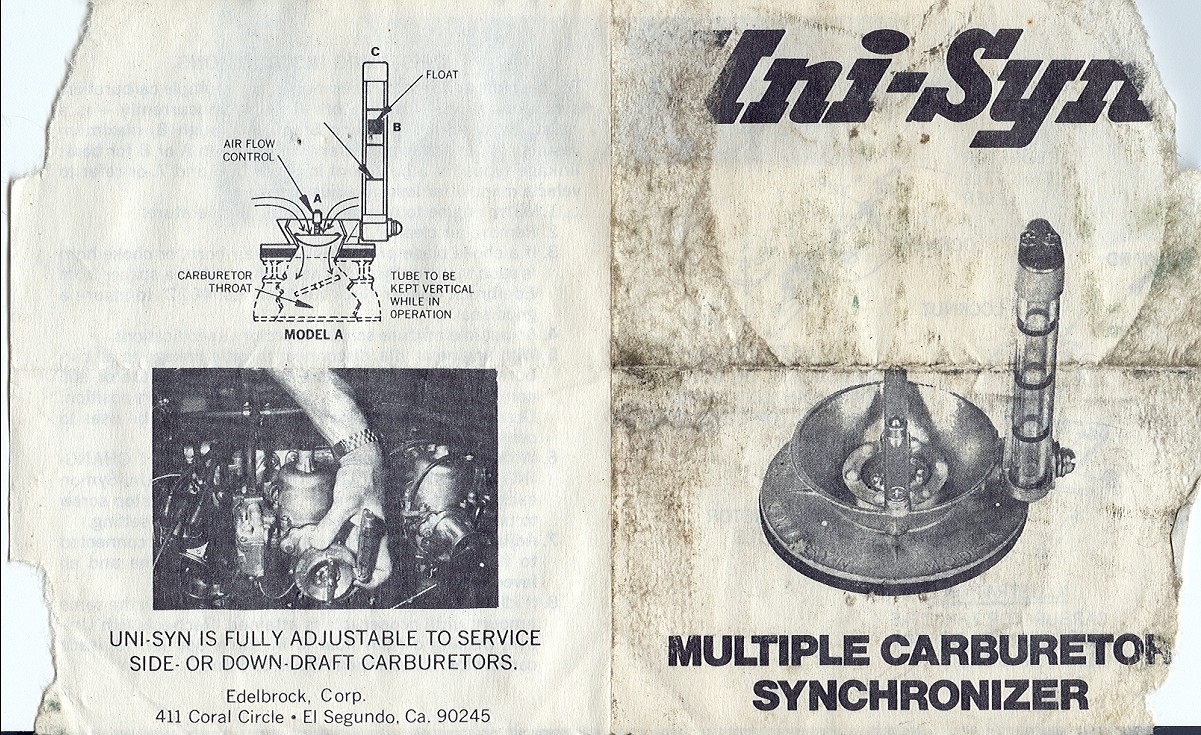 C
FLOAT
B
AIR FLOW
CONTROL
A
CARBURETOR
THROAT
TUBE TO BE
KEPT VERTICAL
WHILE IN
OPERATION
MODEL A
UNI-SYN IS FULLY ADJUSTABLE TO SERVICE
SIDE- OR DOWN-DRAFT CARBURETORS.
Edelbrock, Corp.
411 Coral Circle • El Segundo, Ca. 90245
Uni-Syn
MULTIPLE CARBURETOR
SYNCHRONIZER